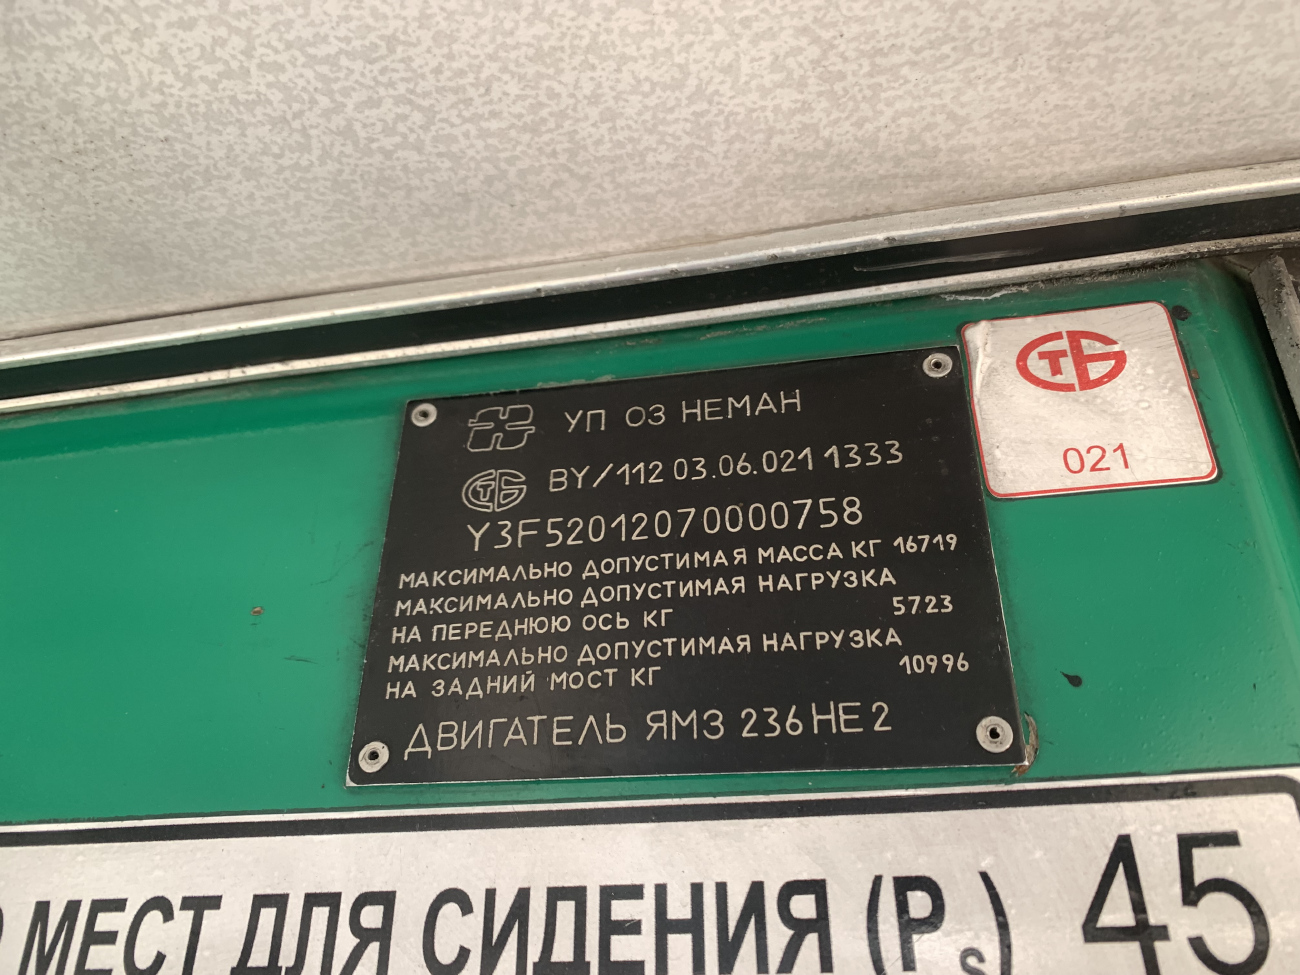 УП ОЗ НЕМАН
СТБ
021
СТБ BY/112 03.06.021 1333
Y3F52012070000758
МАКСИМАЛЬНО ДОПУСТИМАЯ МАССА КГ 16719
МАКСИМАЛЬНО ДОПУСТИМАЯ НАГРУЗКА
НА ПЕРЕДНЮЮ ОСЬ КГ 5723
МАКСИМАЛЬНО ДОПУСТИМАЯ НАГРУЗКА
НА ЗАДНИЙ МОСТ КГ 10996
ДВИГАТЕЛЬ ЯМЗ 236НЕ2
МЕСТ ДЛЯ СИДЕНИЯ (Ps) 45